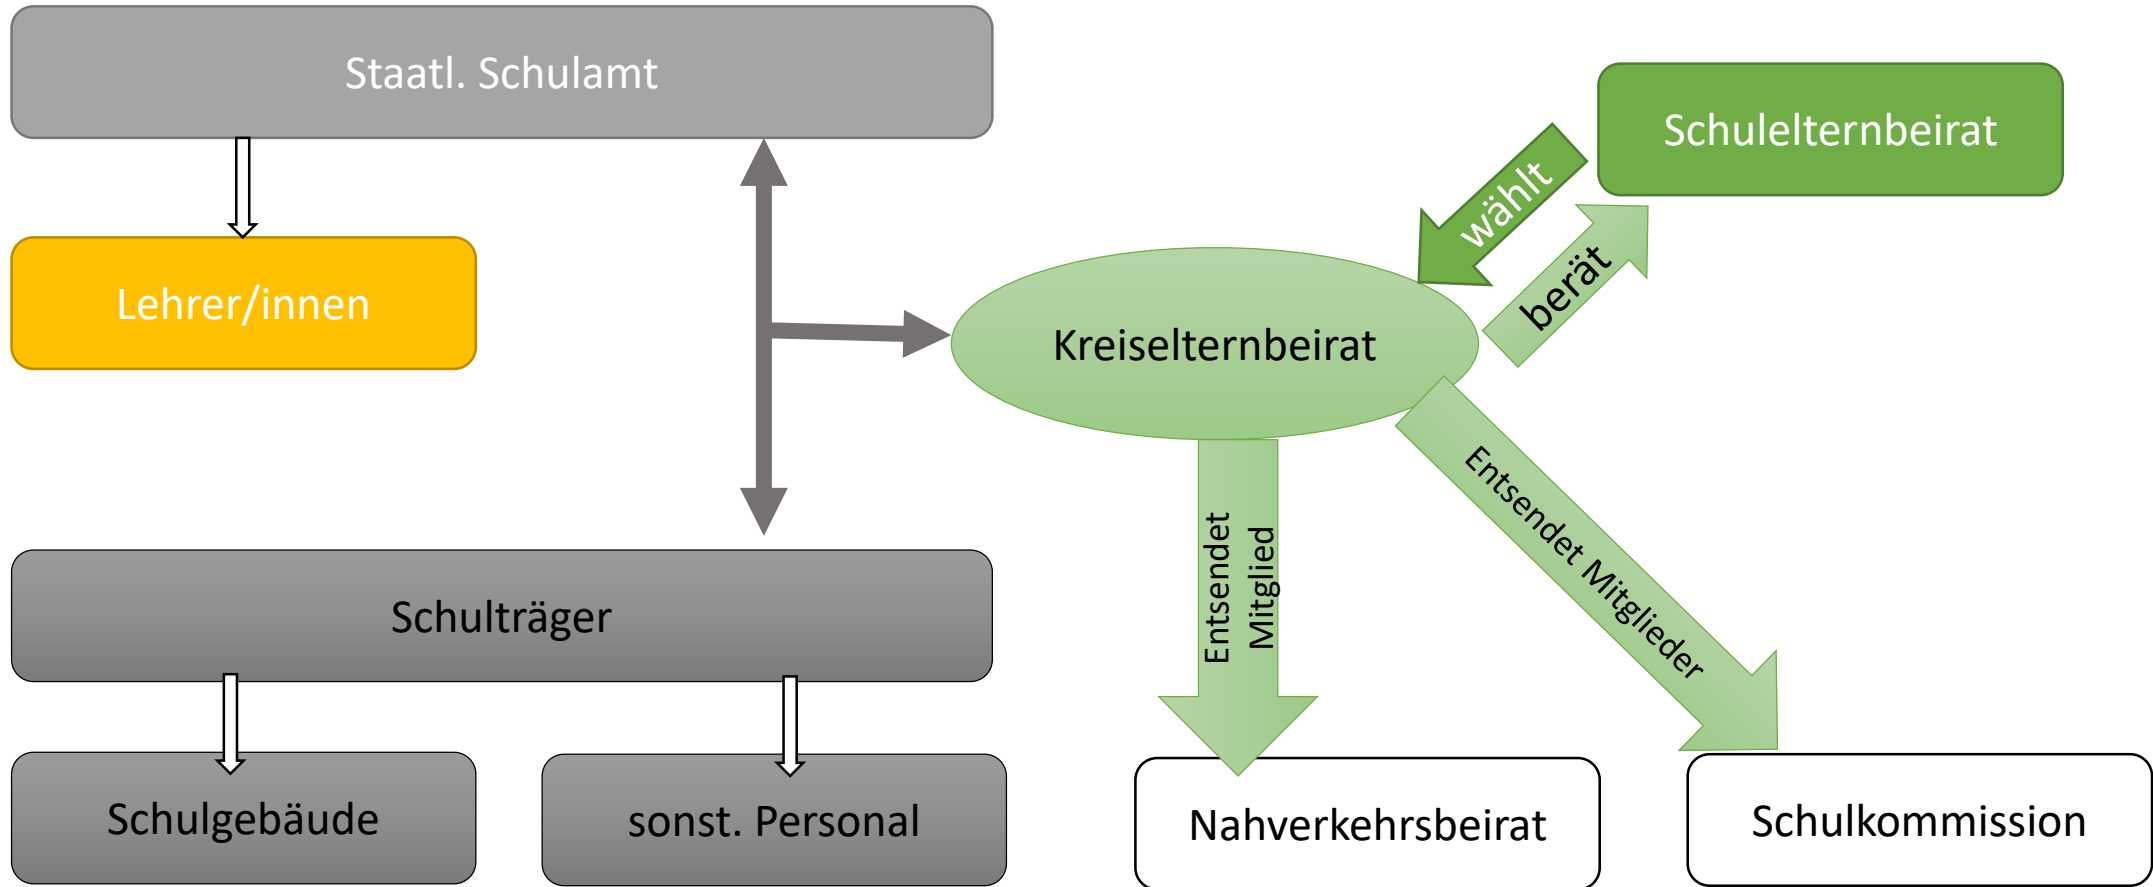 Staatl. Schulamt
Schulelternbeirat
wählt
berät
Lehrer/innen
Kreiselternbeirat
Entsendet
Mitglied
Entsendet Mitglieder
Schulträger
Schulgebäude
sonst. Personal
Nahverkehrsbeirat
Schulkommission